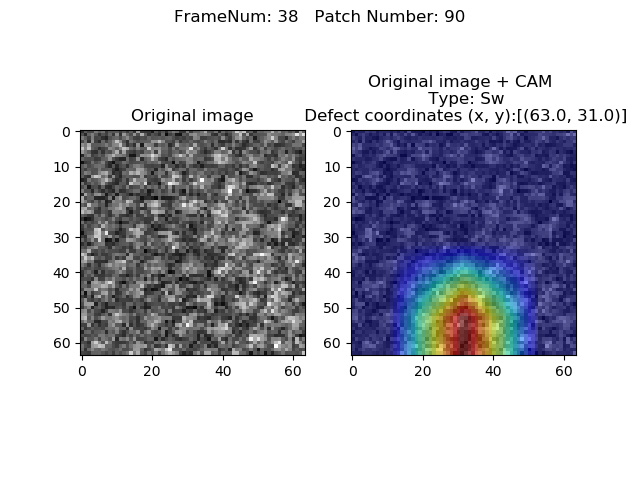 FrameNum: 38   Patch Number: 90
Original image
Original image + CAM
Type: Sw
Defect coordinates (x, y):[(63.0, 31.0)]
0
10
20
30
40
50
60
0 20 40 60
0
10
20
30
40
50
60
0 20 40 60